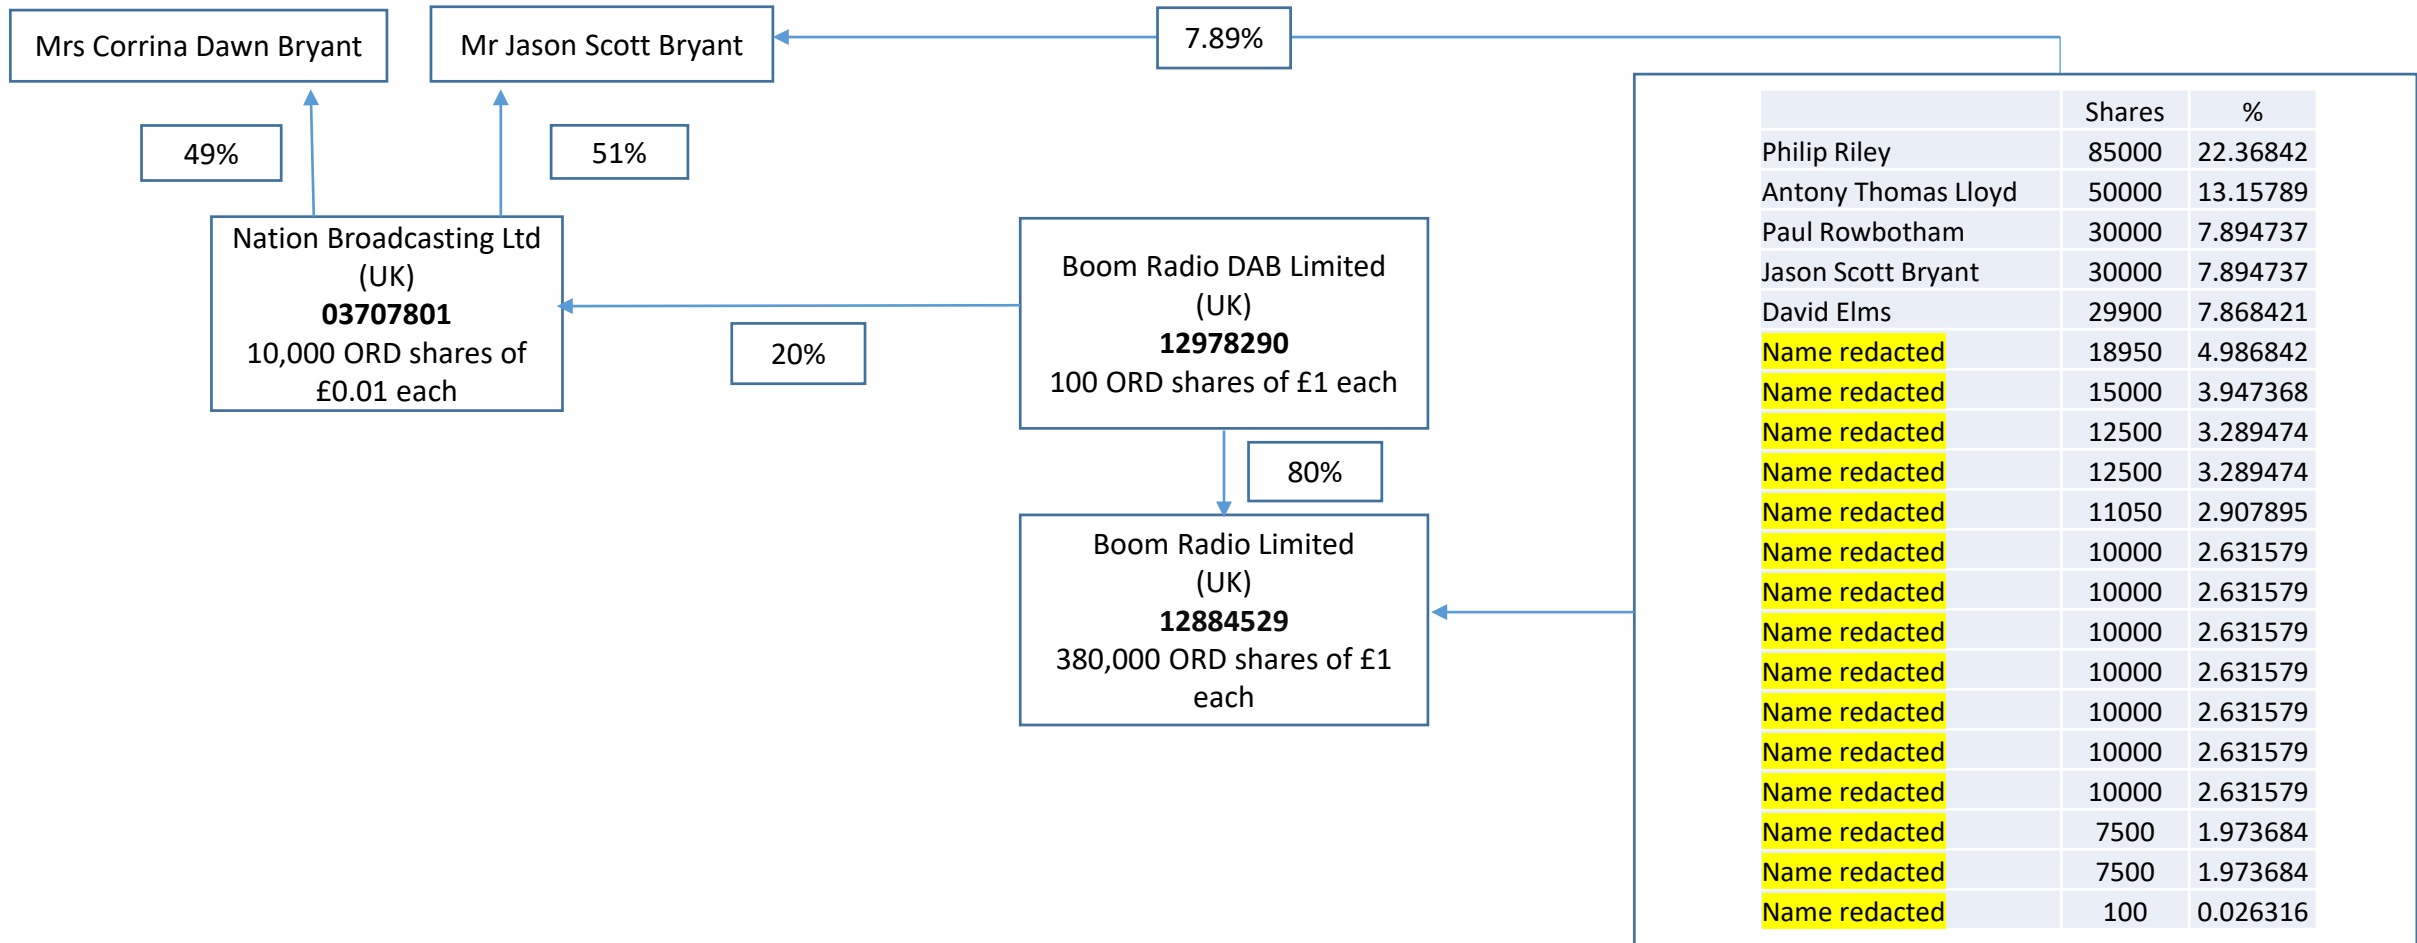 Mrs Corrina Dawn Bryant
Mr Jason Scott Bryant
7.89%
49%
51%
Nation Broadcasting Ltd
(UK)
03707801
10,000 ORD shares of
£0.01 each
20%
Boom Radio DAB Limited
(UK)
12978290
100 ORD shares of £1 each
80%
Boom Radio Limited
(UK)
12884529
380,000 ORD shares of £1
each
Shares %
Philip Riley 85000 22.36842
Antony Thomas Lloyd 50000 13.15789
Paul Rowbotham 30000 7.894737
Jason Scott Bryant 30000 7.894737
David Elms 29900 7.868421
Name redacted 18950 4.986842
Name redacted 15000 3.947368
Name redacted 12500 3.289474
Name redacted 12500 3.289474
Name redacted 11050 2.907895
Name redacted 10000 2.631579
Name redacted 10000 2.631579
Name redacted 10000 2.631579
Name redacted 10000 2.631579
Name redacted 10000 2.631579
Name redacted 10000 2.631579
Name redacted 10000 2.631579
Name redacted 7500 1.973684
Name redacted 7500 1.973684
Name redacted 100 0.026316